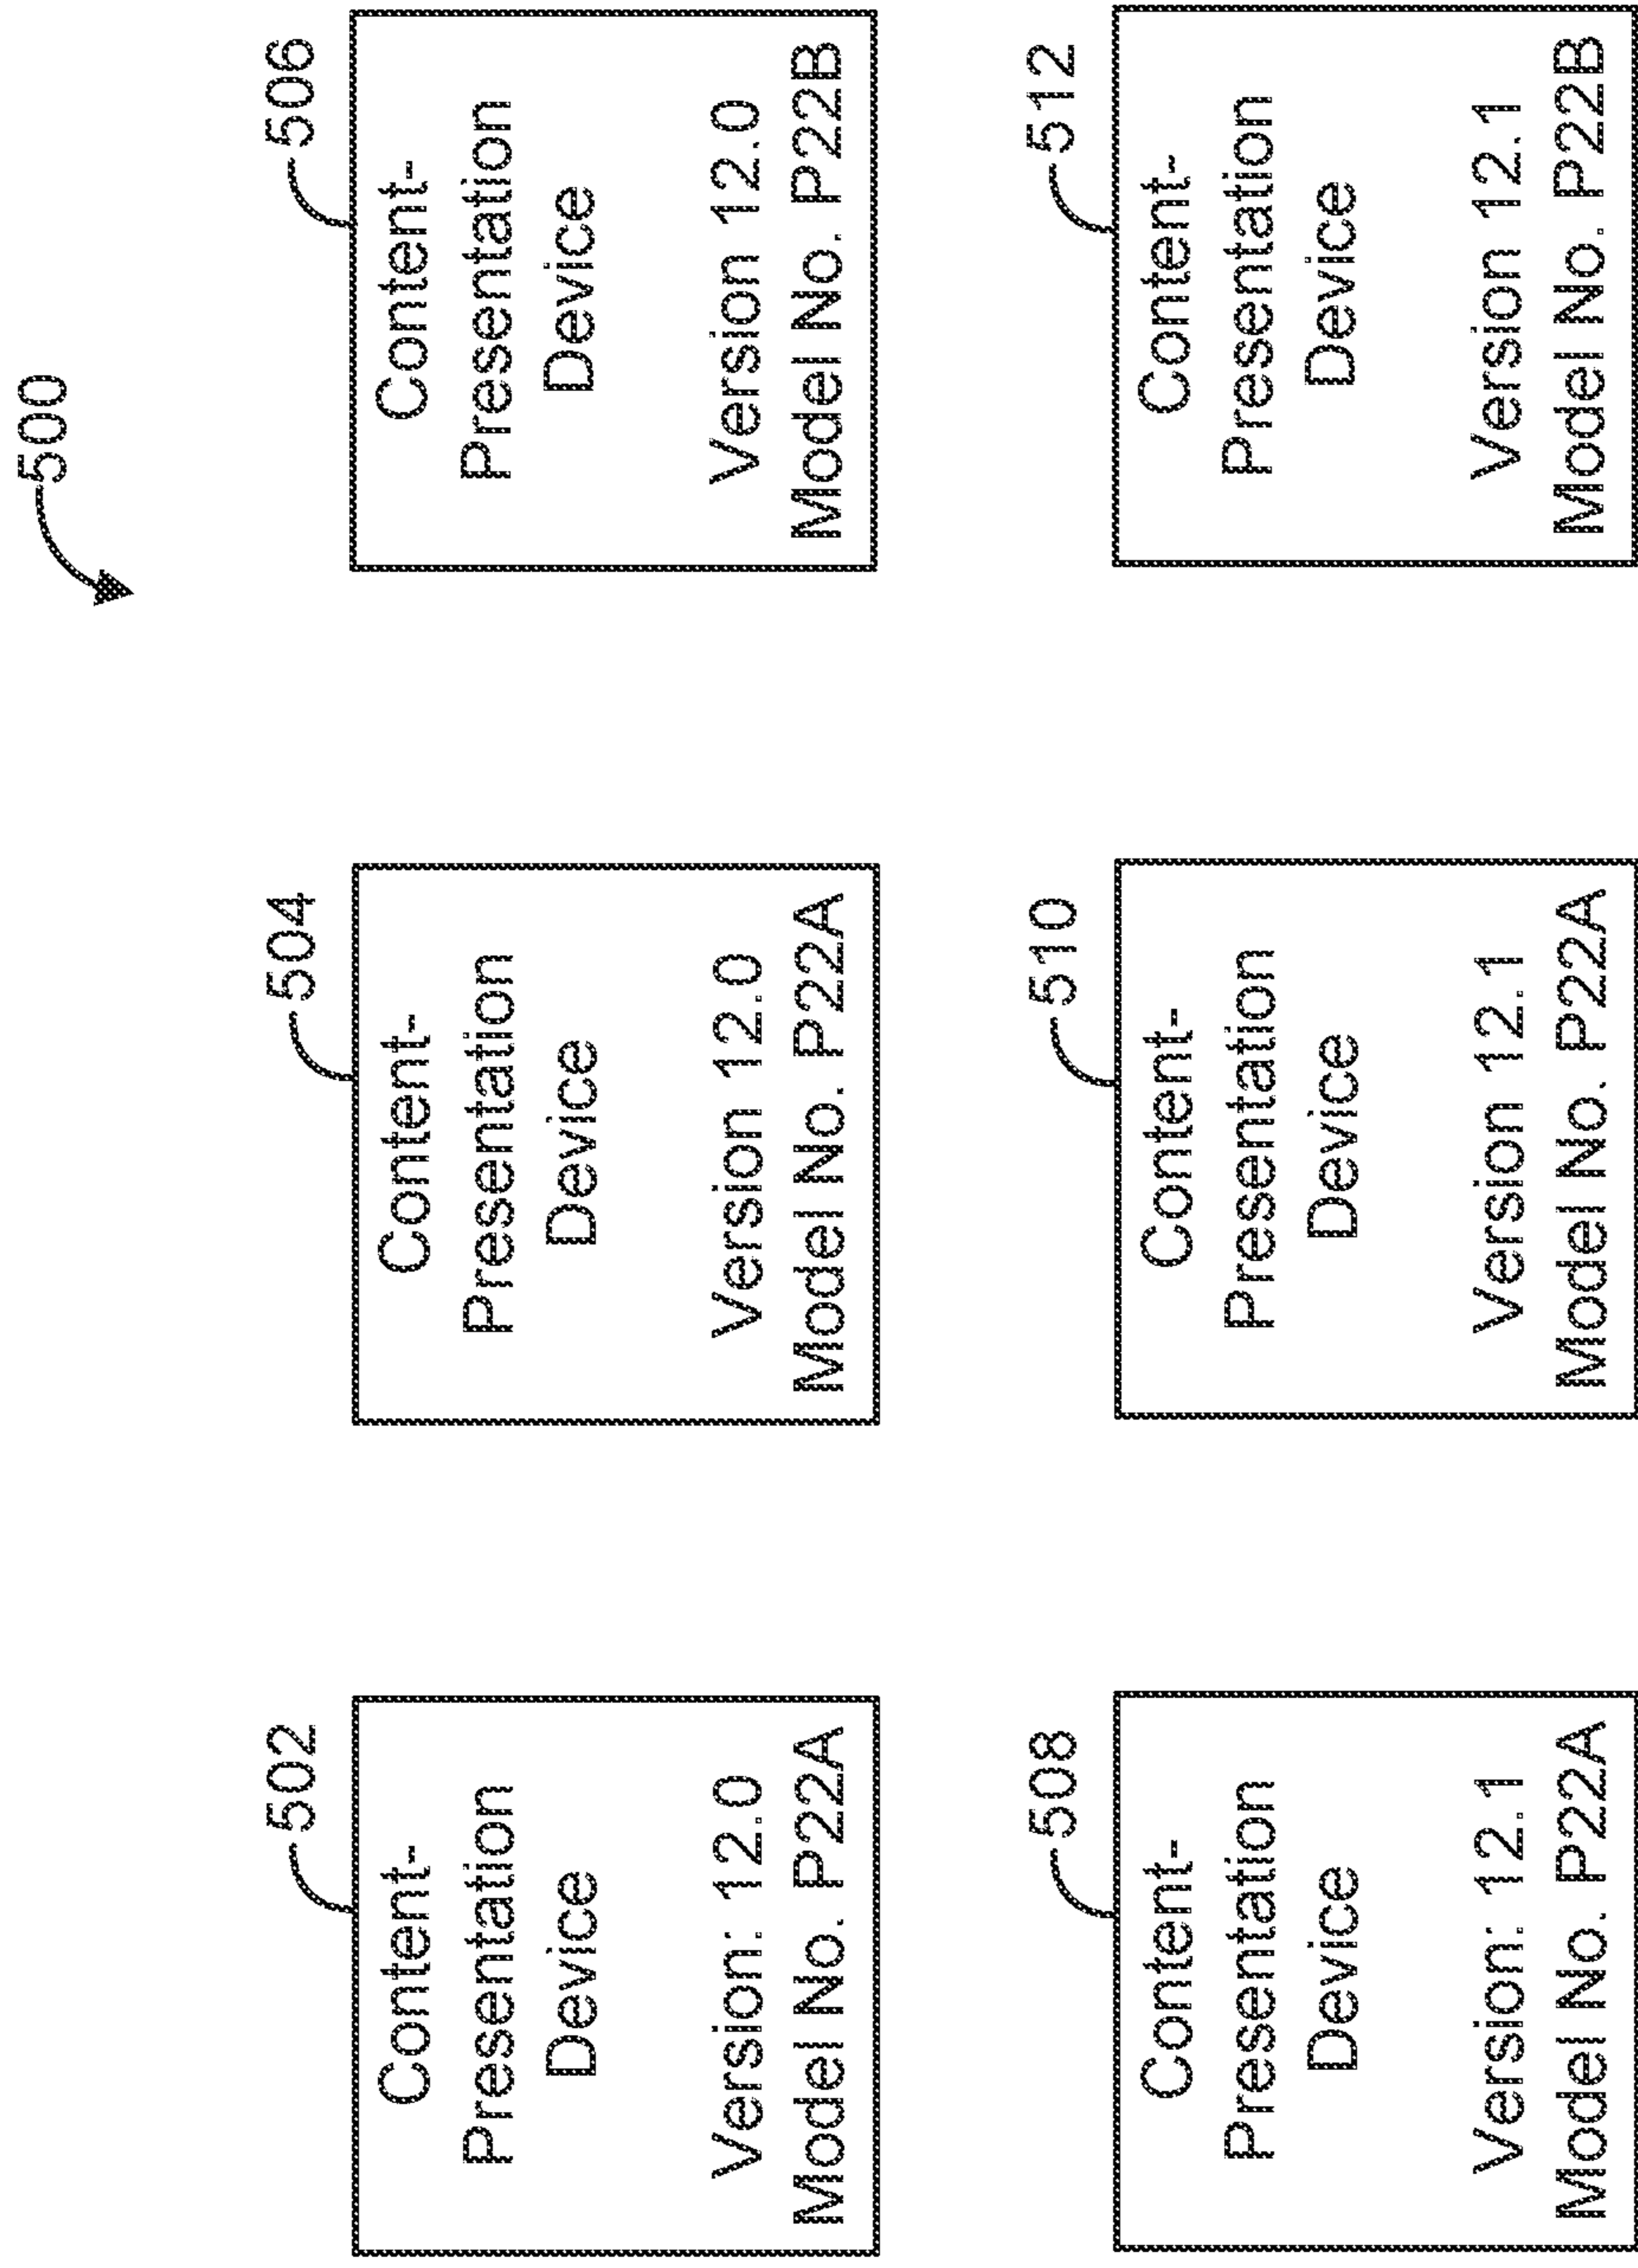 500
502
Content-
Presentation
Device
Version: 12.0
Model No. P22A
504
Content-
Presentation
Device
Version 12.0
Model No. P22A
506
Content-
Presentation
Device
Version 12.0
Model No. P22B
508
Content-
Presentation
Device
Version: 12.1
Model No. P22A
510
Content-
Presentation
Device
Version 12.1
Model No. P22A
512
Content-
Presentation
Device
Version 12.1
Model No. P22B